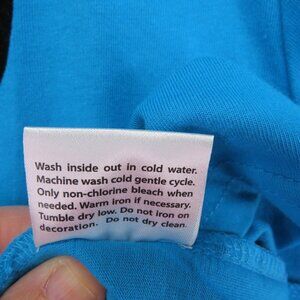 Wash inside out in cold water.
Machine wash cold gentle cycle.
Only non-chlorine bleach when
needed. Warm iron if necessary.
Tumble dry low. Do not iron on
decoration. Do not dry clean.